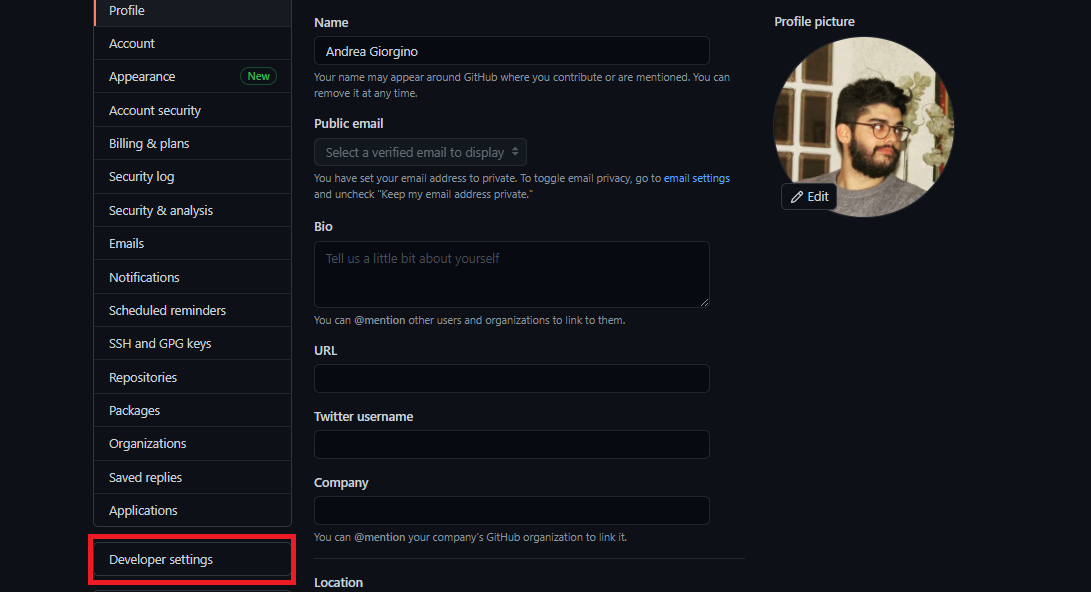 Profile
Account
Appearance New
Account security
Billing & plans
Security log
Security & analysis
Emails
Notifications
Scheduled reminders
SSH and GPG keys
Repositories
Packages
Organizations
Saved replies
Applications
Developer settings
Name
Andrea Giorgino
Your name may appear around GitHub where you contribute or are mentioned. You can
remove it at any time.
Public email
Select a verified email to display
You have set your email address to private. To toggle email privacy, go to email settings
and uncheck "Keep my email address private."
Bio
Tell us a little bit about yourself
You can @mention other users and organizations to link to them.
URL
Twitter username
Company
You can @mention your company's GitHub organization to link it.
Location
Profile picture
Edit